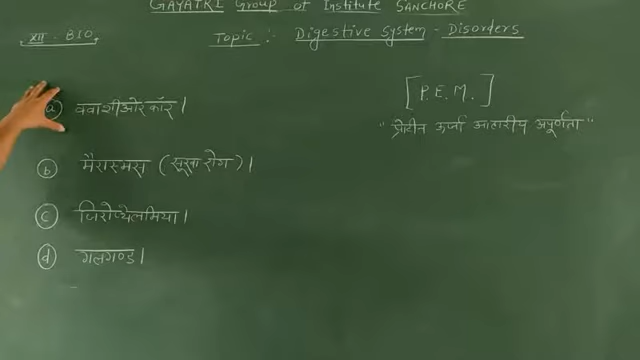 GAYATRI Group of Institute SANCHORE
XII - BIO
Topic :- Digestive System - Disorders
(a) क्वाशीओरकॉर।
[P.E.M.]
"प्रोटीन ऊर्जा आहारीय अपूर्णता"
(b) मैरास्मस (सूखा रोग)।
(c) जिरोप्थैलमिया।
(d) गलगण्ड।